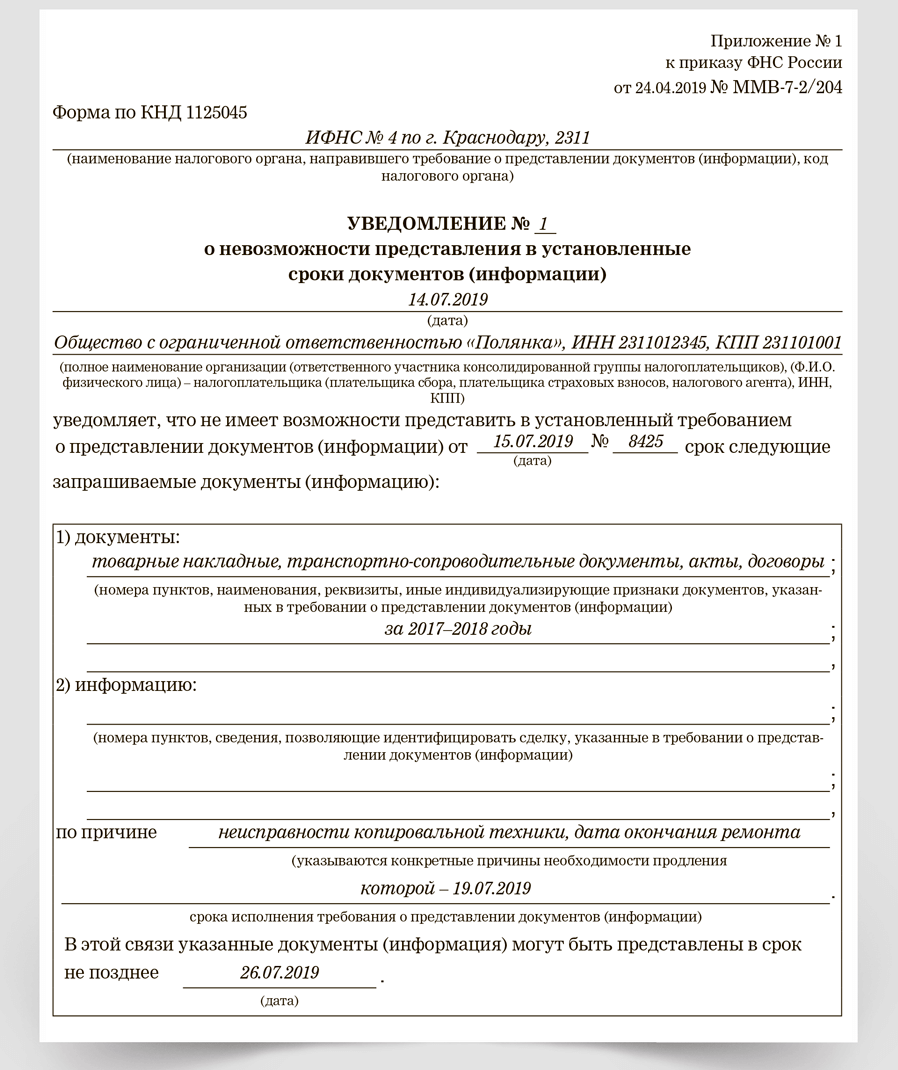 Приложение № 1
к приказу ФНС России
от 24.04.2019 № ММВ-7-2/204
Форма по КНД 1125045
ИФНС № 4 по г. Краснодару, 2311
(наименование налогового органа, направившего требование о представлении документов (информации), код
налогового органа)
УВЕДОМЛЕНИЕ № 1
о невозможности представления в установленные
сроки документов (информации)
14.07.2019
(дата)
Общество с ограниченной ответственностью «Полянка», ИНН 2311012345, КПП 231101001
(полное наименование организации (ответственного участника консолидированной группы налогоплательщиков), (Ф.И.О.
физического лица) – налогоплательщика (плательщика сбора, плательщика страховых взносов, налогового агента), ИНН,
КПП)
уведомляет, что не имеет возможности представить в установленный требованием
о представлении документов (информации) от 15.07.2019 № 8425 срок следующие
(дата)
запрашиваемые документы (информацию):
1) документы:
товарные накладные, транспортно-сопроводительные документы, акты, договоры ;
(номера пунктов, наименования, реквизиты, иные индивидуализирующие признаки документов, указан-
ных в требовании о представлении документов (информации)
за 2017–2018 годы ;
,
2) информацию:
;
(номера пунктов, сведения, позволяющие идентифицировать сделку, указанные в требовании о представ-
лении документов (информации)
;
,
по причине неисправности копировальной техники, дата окончания ремонта
(указываются конкретные причины необходимости продления
которой – 19.07.2019 .
срока исполнения требования о представлении документов (информации)
В этой связи указанные документы (информация) могут быть представлены в срок
не позднее 26.07.2019 .
(дата)